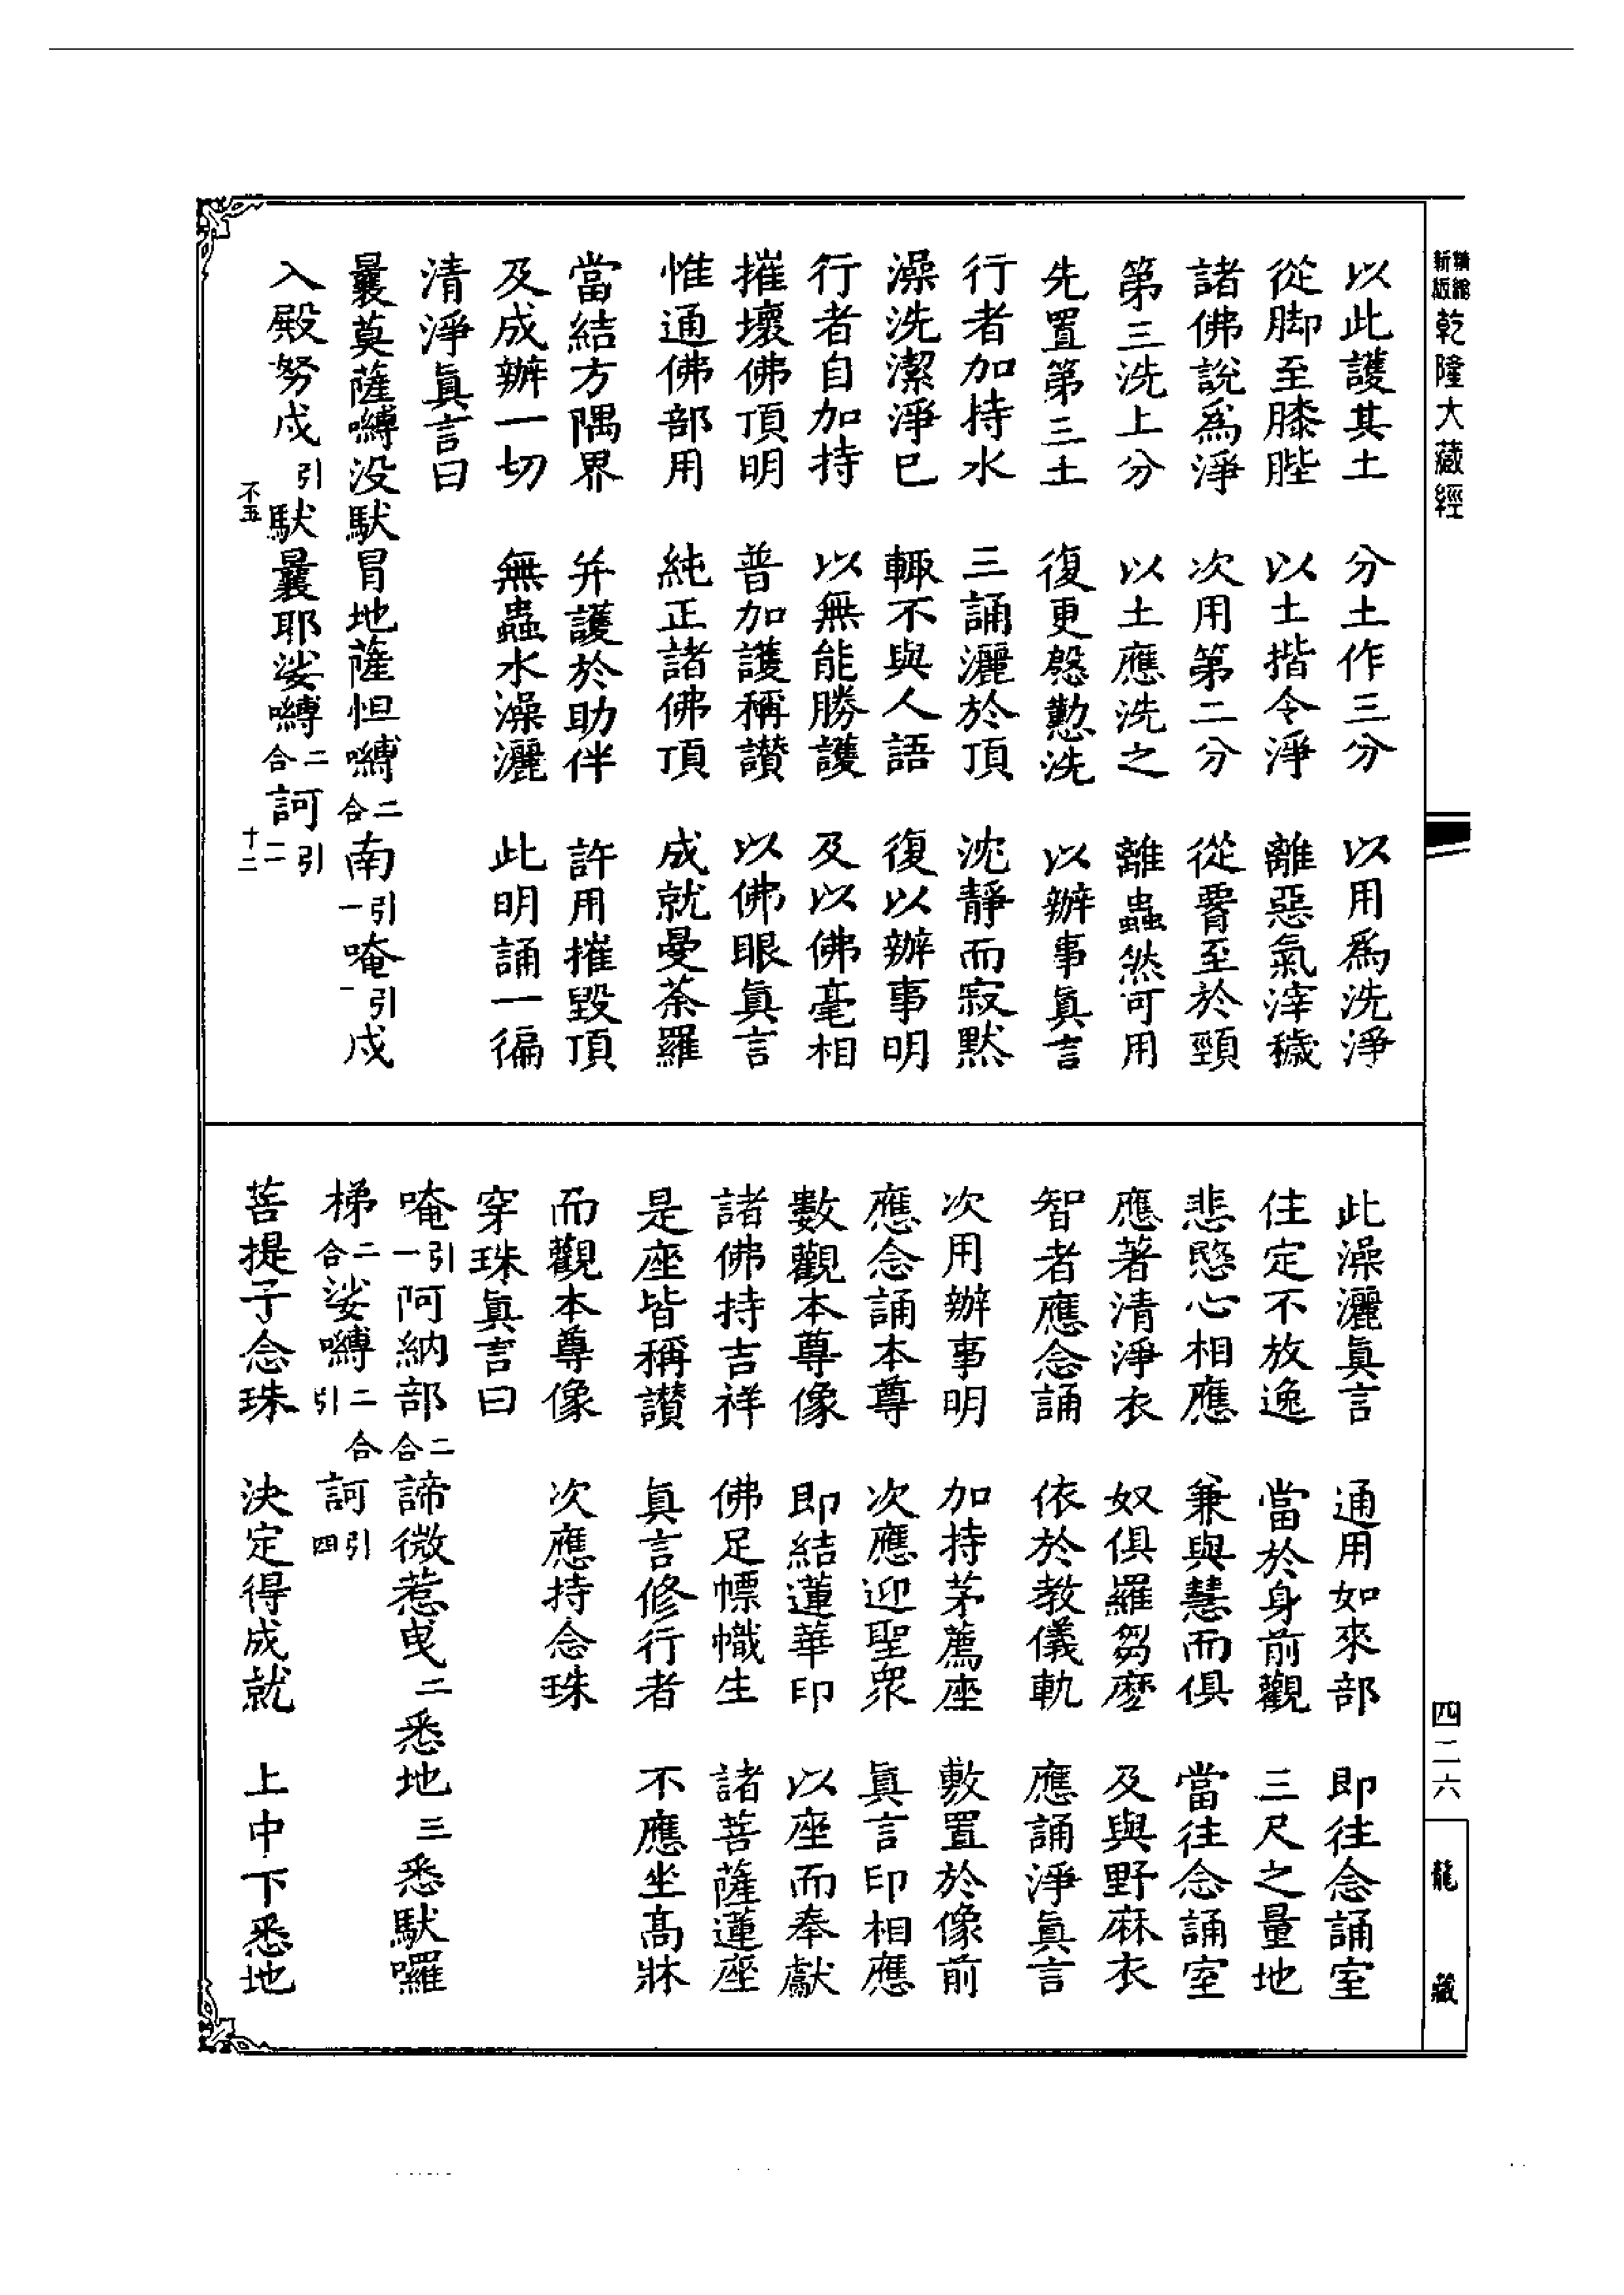 新版精縮乾隆大藏經
以此護其土　分土作三分　以用爲洗淨
從脚至膝䏶　以土揩令淨　離惡氣滓穢
諸佛說爲淨　次用第二分　從臀至於頸
第三洗上分　以土應洗之　離蟲然可用
先置第三土　復更慇懃洗　以辦事眞言
行者加持水　三誦灑於頂　沈靜而寂黙
澡洗潔淨已　輙不與人語　復以辦事明
行者自加持　以無能勝護　及以佛毫相
摧壞佛頂明　普加護稱讚　以佛眼眞言
惟通佛部用　純正諸佛頂　成就曼荼羅
當結方隅界　并護於助伴　許用摧毀頂
及成辦一切　無蟲水澡灑　此明誦一徧
清淨眞言曰
曩莫薩嚩没馱冒地薩怛嚩二合南引一唵引一戍
入殿努戍引馱曩耶娑嚩二合訶引二
不五　十二
此澡灑眞言　通用如來部　即往念誦室
住定不放逸　當於身前觀　三尺之量地
悲愍心相應　兼與慧而俱　當往念誦室
應著清淨衣　奴俱羅芻麽　及與野麻衣
智者應念誦　依於教儀軌　應誦淨眞言
次用辦事明　加持茅薦座　敷置於像前
應念誦本尊　次應迎聖衆　眞言印相應
數觀本尊像　即結蓮華印　以座而奉獻
諸佛持吉祥　佛足幖幟生　諸菩薩蓮座
是座皆稱讚　眞言修行者　不應坐高牀
而觀本尊像　次應持念珠
穿珠眞言曰
唵引一阿納部二合諦微惹曵二悉地三悉馱囉
梯二合娑嚩二合引訶引四
菩提子念珠　決定得成就　上中下悉地
四二六
龍藏